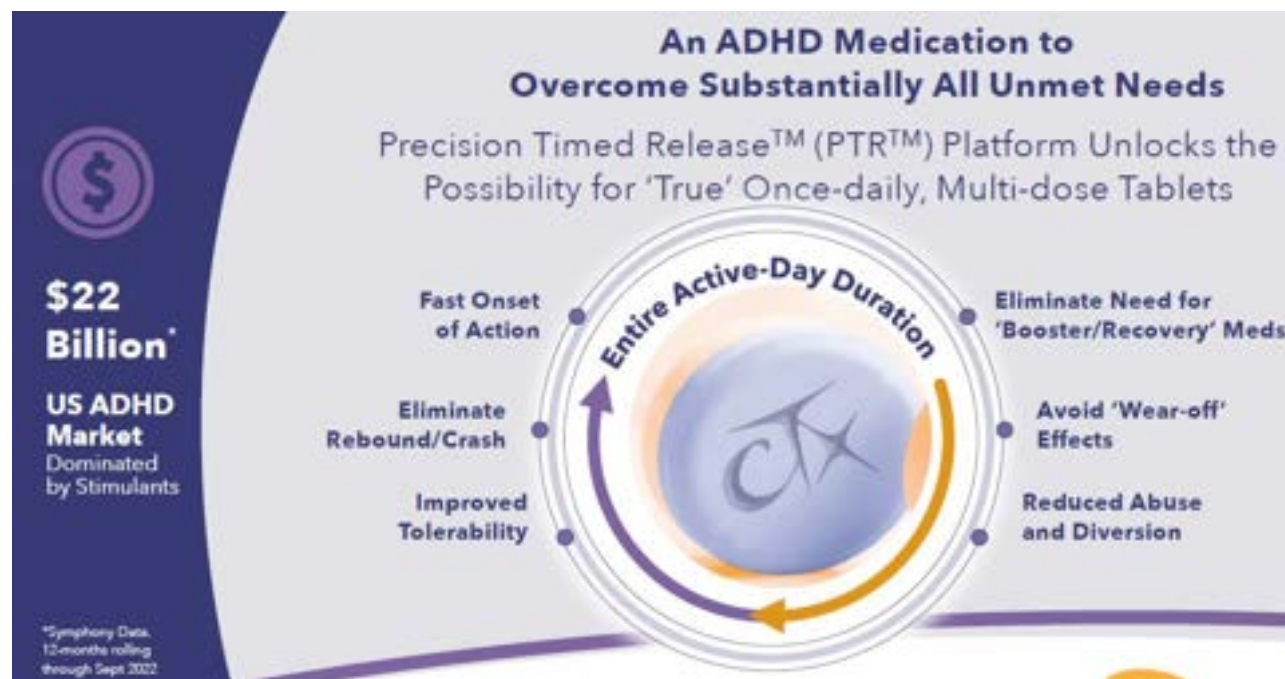 An ADHD Medication to
Overcome Substantially All Unmet Needs
Precision Timed Release™ (PTR™) Platform Unlocks the
Possibility for ‘True’ Once-daily, Multi-dose Tablets
$22
Billion*
US ADHD
Market
Dominated
by Stimulants
*Symphony Data.
12-months rolling
through Sept 2022
Entire Active-Day Duration
Fast Onset
of Action
Eliminate
Rebound/Crash
Improved
Tolerability
cTx
Eliminate Need for
‘Booster/Recovery’ Meds
Avoid ‘Wear-off’
Effects
Reduced Abuse
and Diversion